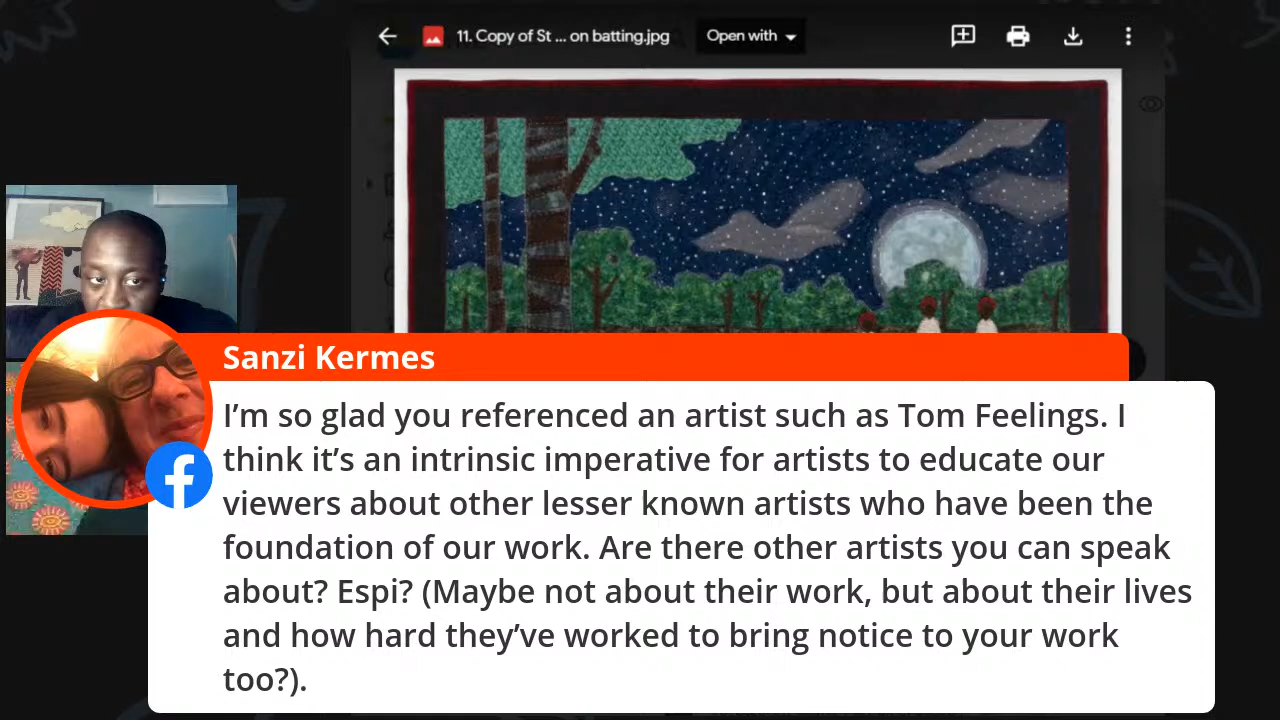 11. Copy of St ... on batting.jpg
Open with
Sanzi Kermes
I’m so glad you referenced an artist such as Tom Feelings. I
think it’s an intrinsic imperative for artists to educate our
viewers about other lesser known artists who have been the
foundation of our work. Are there other artists you can speak
about? Espi? (Maybe not about their work, but about their lives
and how hard they’ve worked to bring notice to your work
too?).